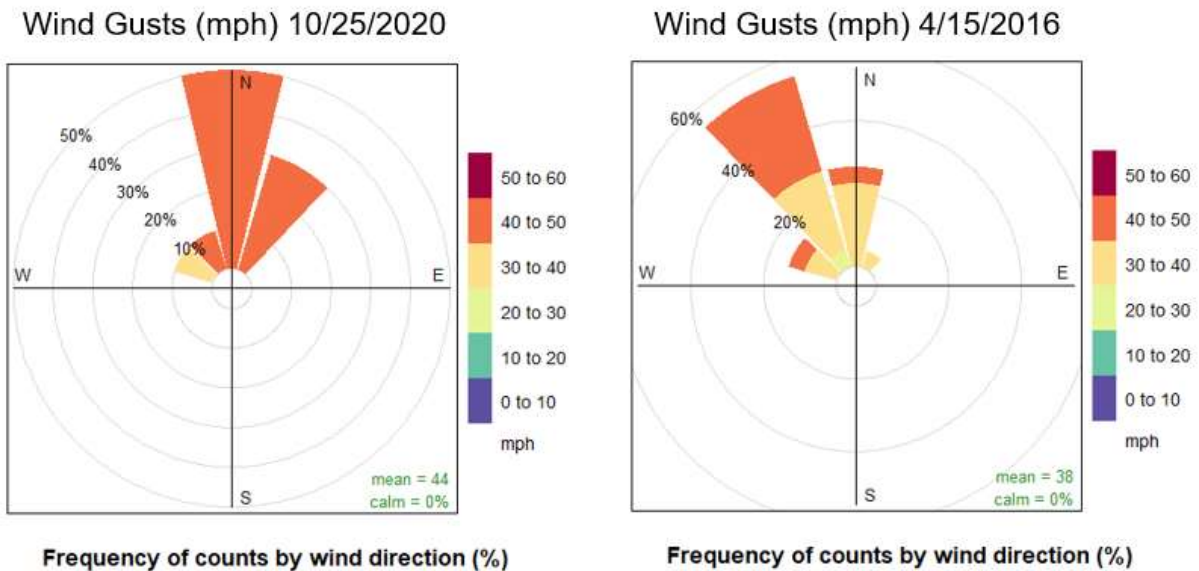 Wind Gusts (mph) 10/25/2020
N
50%
40%
30%
20%
10%
W
E
S
mean = 44
calm = 0%
50 to 60
40 to 50
30 to 40
20 to 30
10 to 20
0 to 10
mph
Frequency of counts by wind direction (%)
Wind Gusts (mph) 4/15/2016
N
60%
40%
20%
W
E
S
mean = 38
calm = 0%
50 to 60
40 to 50
30 to 40
20 to 30
10 to 20
0 to 10
mph
Frequency of counts by wind direction (%)